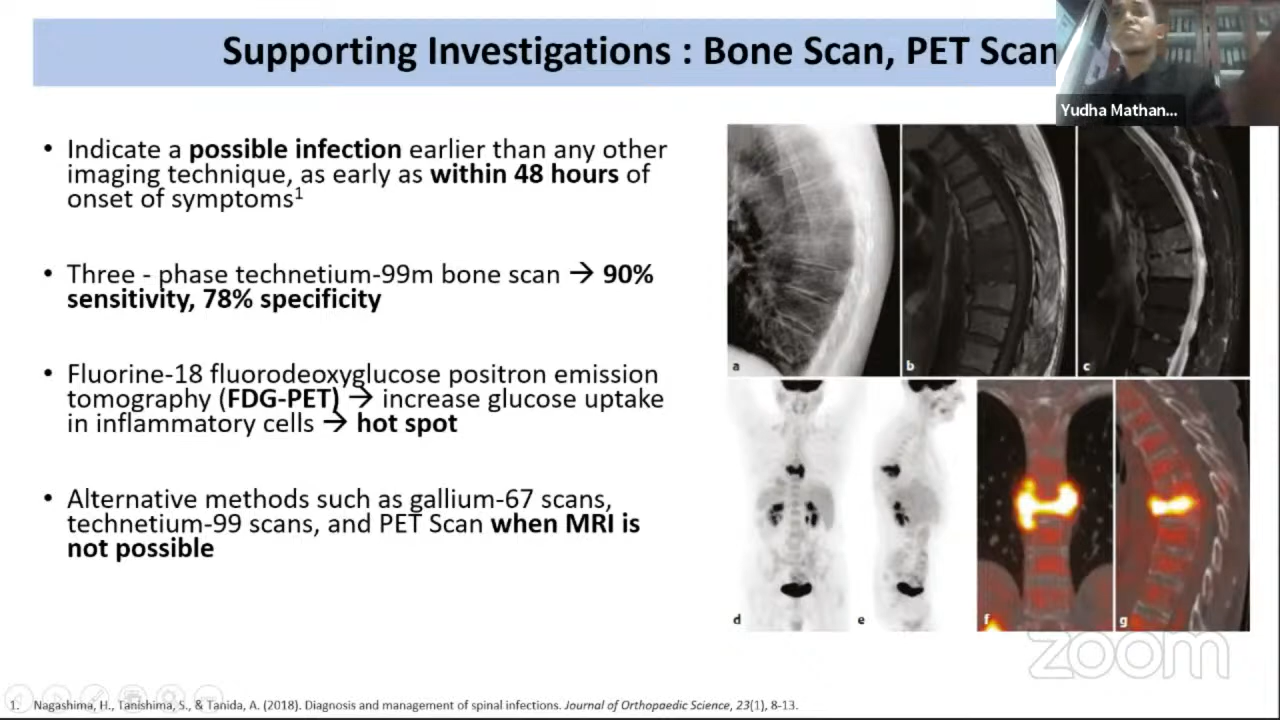 Supporting Investigations : Bone Scan, PET Scan
Yudha Mathan...
• Indicate a possible infection earlier than any other
imaging technique, as early as within 48 hours of
onset of symptoms1
• Three - phase technetium-99m bone scan → 90%
sensitivity, 78% specificity
• Fluorine-18 fluorodeoxyglucose positron emission
tomography (FDG-PET) → increase glucose uptake
in inflammatory cells → hot spot
• Alternative methods such as gallium-67 scans,
technetium-99 scans, and PET Scan when MRI is
not possible
a
b
c
d
e
f
g
zoom
1. Nagashima, H., Tanishima, S., & Tanida, A. (2018). Diagnosis and management of spinal infections. Journal of Orthopaedic Science, 23(1), 8-13.